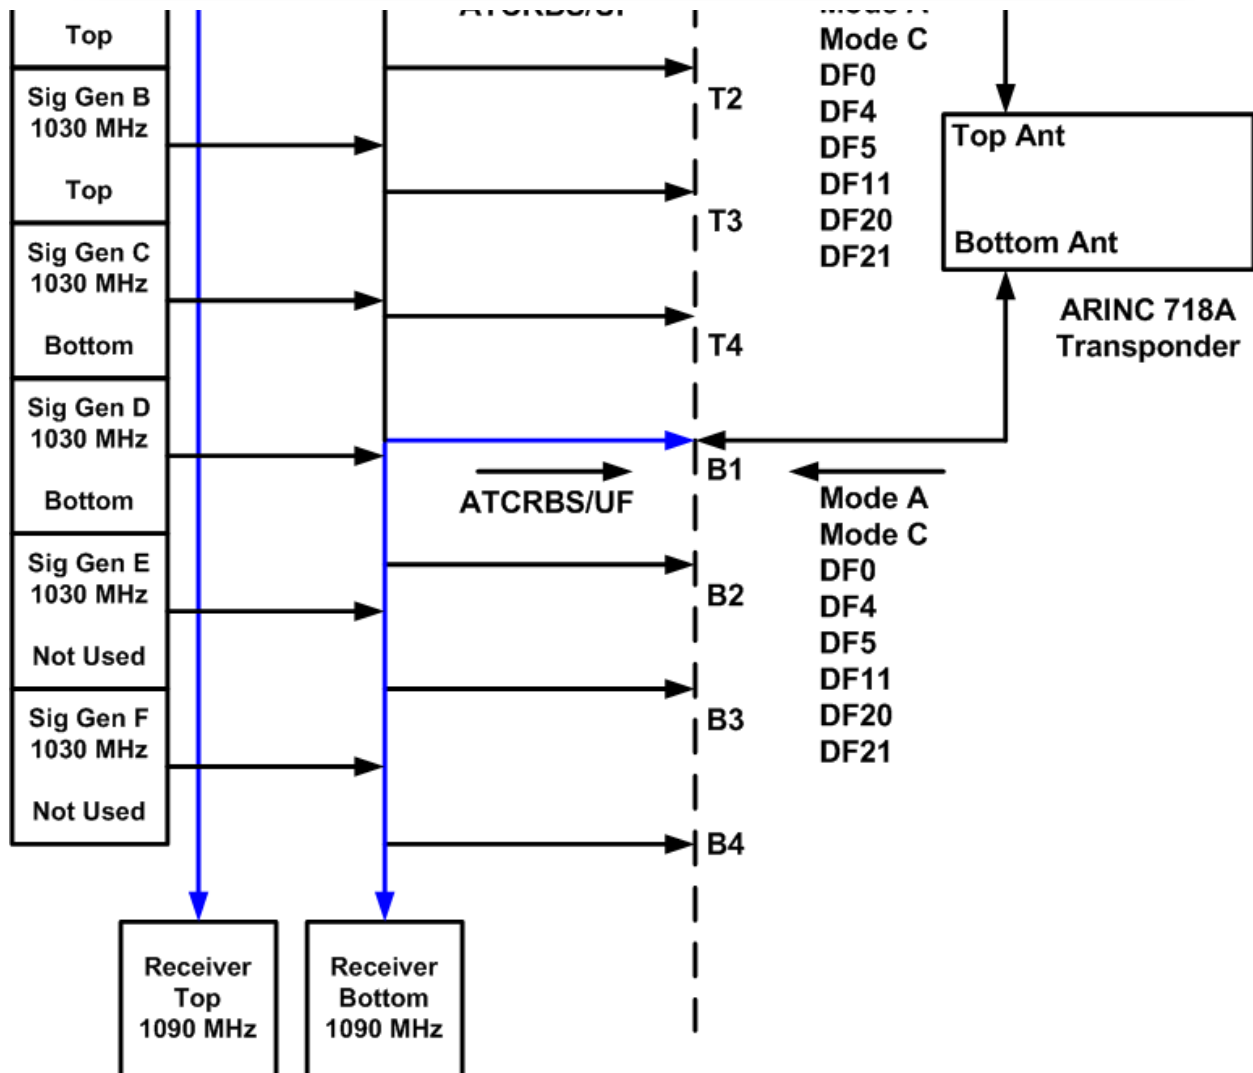 Top
Sig Gen B
1030 MHz
Top
Sig Gen C
1030 MHz
Bottom
Sig Gen D
1030 MHz
Bottom
Sig Gen E
1030 MHz
Not Used
Sig Gen F
1030 MHz
Not Used
Receiver
Top
1090 MHz
Receiver
Bottom
1090 MHz
ATCRBS/UF
T2
T3
T4
B1
ATCRBS/UF
B2
B3
B4
Mode A
Mode C
DF0
DF4
DF5
DF11
DF20
DF21
Top Ant
Bottom Ant
ARINC 718A
Transponder
Mode A
Mode C
DF0
DF4
DF5
DF11
DF20
DF21